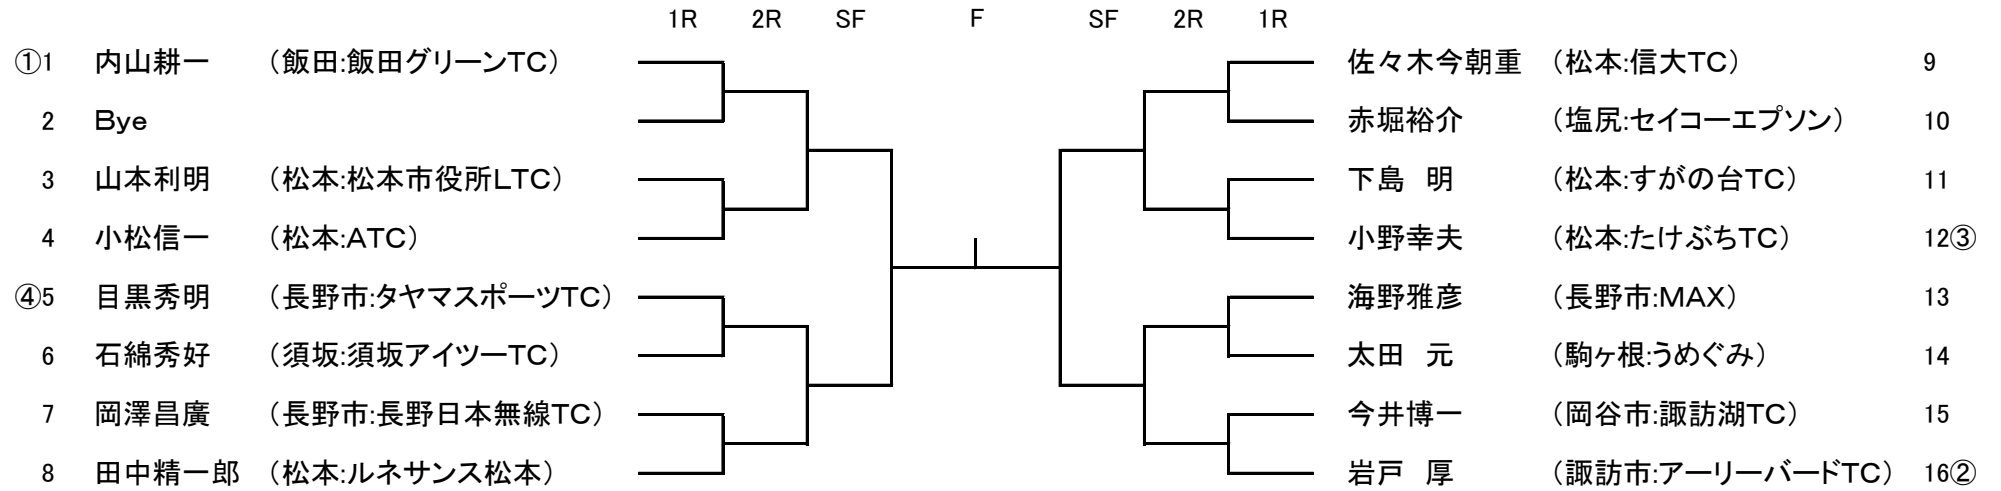 1R 2R SF F SF 2R 1R
①1 内山耕一 （飯田:飯田グリーンTC） 佐々木今朝重 （松本:信大TC） 9
2 Bye 赤堀裕介 （塩尻:セイコーエプソン） 10
3 山本利明 （松本:松本市役所LTC） 下島　明 （松本:すがの台TC） 11
4 小松信一 （松本:ATC） 小野幸夫 （松本:たけぶちTC） 12③
④5 目黒秀明 （長野市:タヤマスポーツTC） 海野雅彦 （長野市:MAX） 13
6 石綿秀好 （須坂:須坂アイツーTC） 太田　元 （駒ヶ根:うめぐみ） 14
7 岡澤昌廣 （長野市:長野日本無線TC） 今井博一 （岡谷市:諏訪湖TC） 15
8 田中精一郎 （松本:ルネサンス松本） 岩戸　厚 （諏訪市:アーリーバードTC） 16②